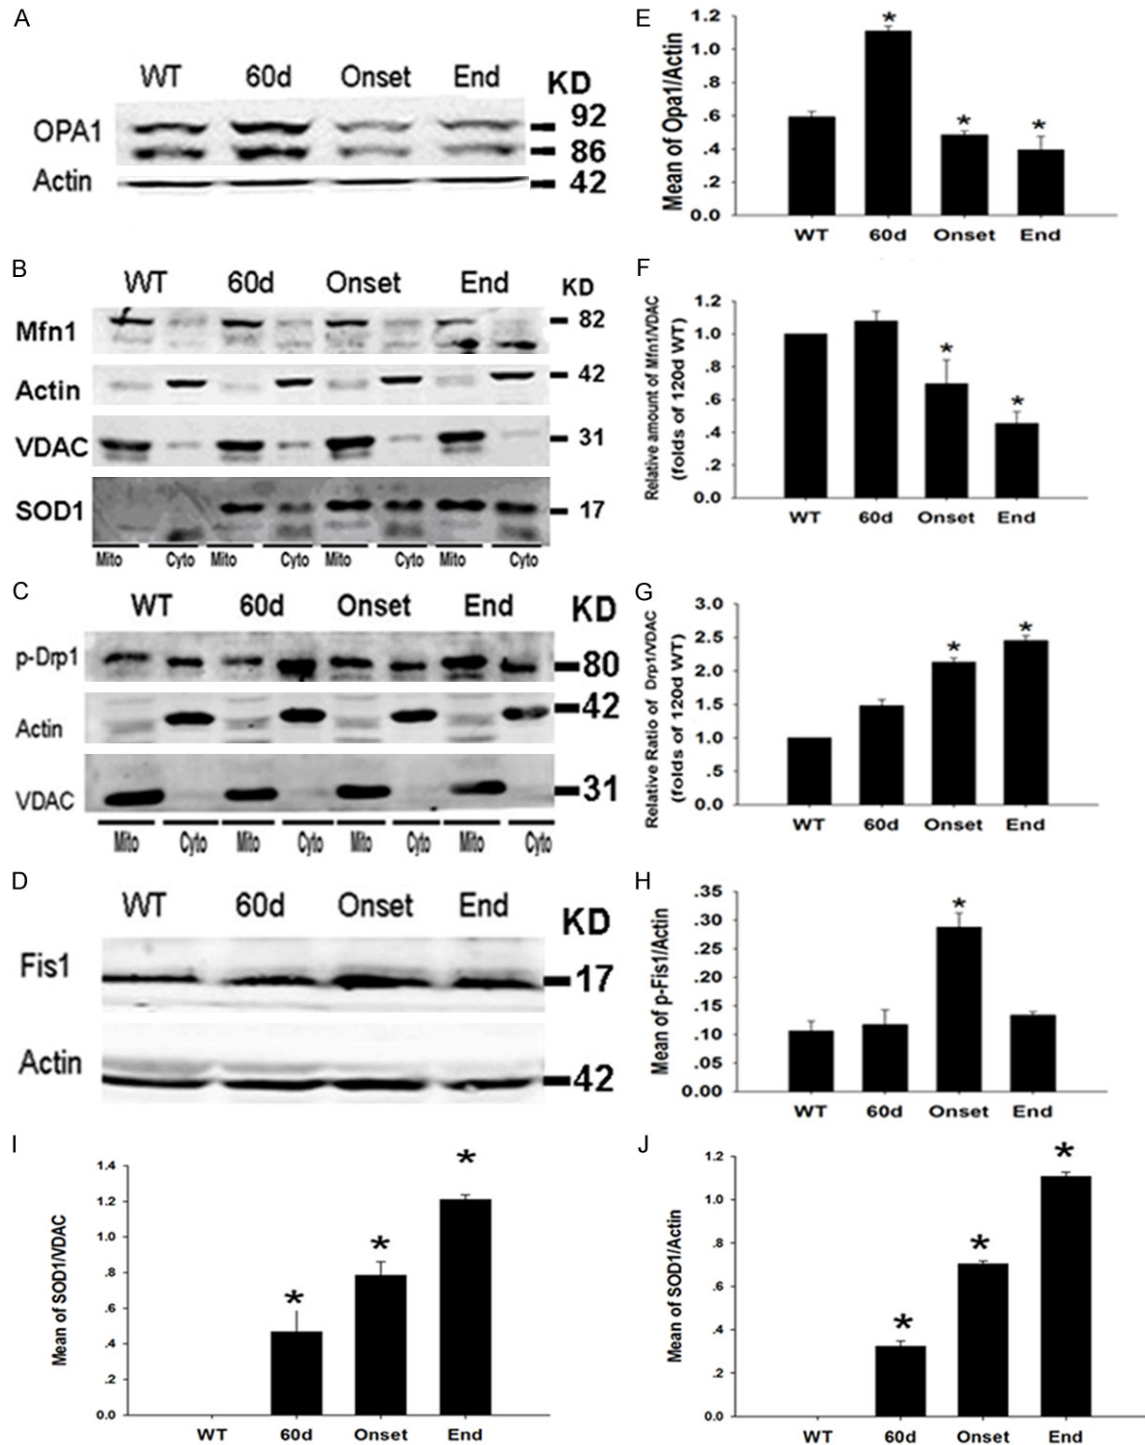 A
WT 60d Onset End KD
OPA1 92
86
Actin 42
E
Mean of Opa1/Actin
1.2
1.0
.8
.6
.4
.2
0.0
* * *
WT 60d Onset End
B
WT 60d Onset End KD
Mfn1 82
Actin 42
VDAC 31
SOD1 17
Mito Cyto Mito Cyto Mito Cyto Mito Cyto
F
Relative amount of Mfn1/VDAC
(folds of 120d WT)
1.2
1.0
.8
.6
.4
.2
0.0
* *
WT 60d Onset End
C
WT 60d Onset End KD
p-Drp1 80
Actin 42
VDAC 31
Mito Cyto Mito Cyto Mito Cyto Mito Cyto
G
Relative Ratio of Drp1/VDAC
(folds of 120d WT)
3.0
2.5
2.0
1.5
1.0
.5
0.0
* *
WT 60d Onset End
D
WT 60d Onset End KD
Fis1 17
Actin 42
H
Mean of p-Fis1/Actin
.35
.30
.25
.20
.15
.10
.05
0.00
*
WT 60d Onset End
I
Mean of SOD1/VDAC
1.4
1.2
1.0
.8
.6
.4
.2
0.0
* * *
WT 60d Onset End
J
Mean of SOD1/Actin
1.2
1.0
.8
.6
.4
.2
0.0
* * *
WT 60d Onset End